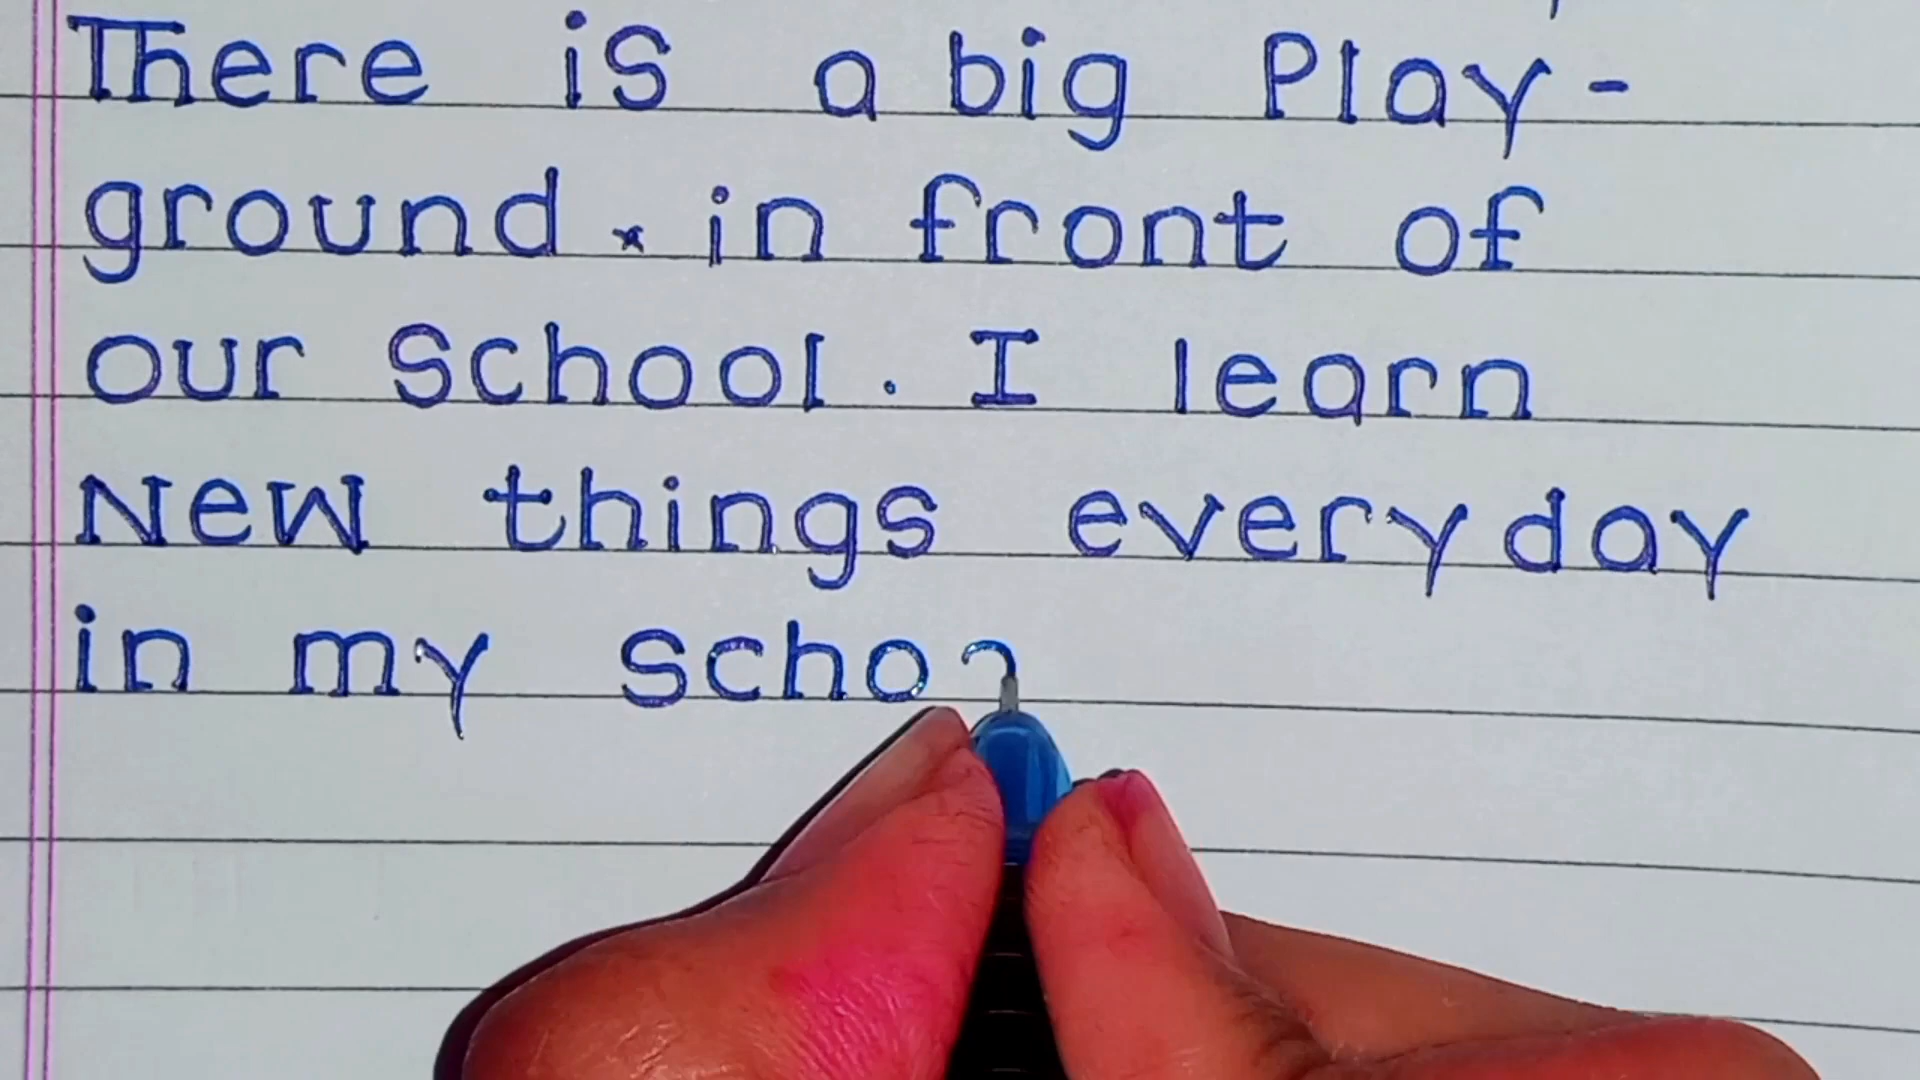 There is a big Play-
ground . in front of
our School . I learn
New things everyday
in my scho